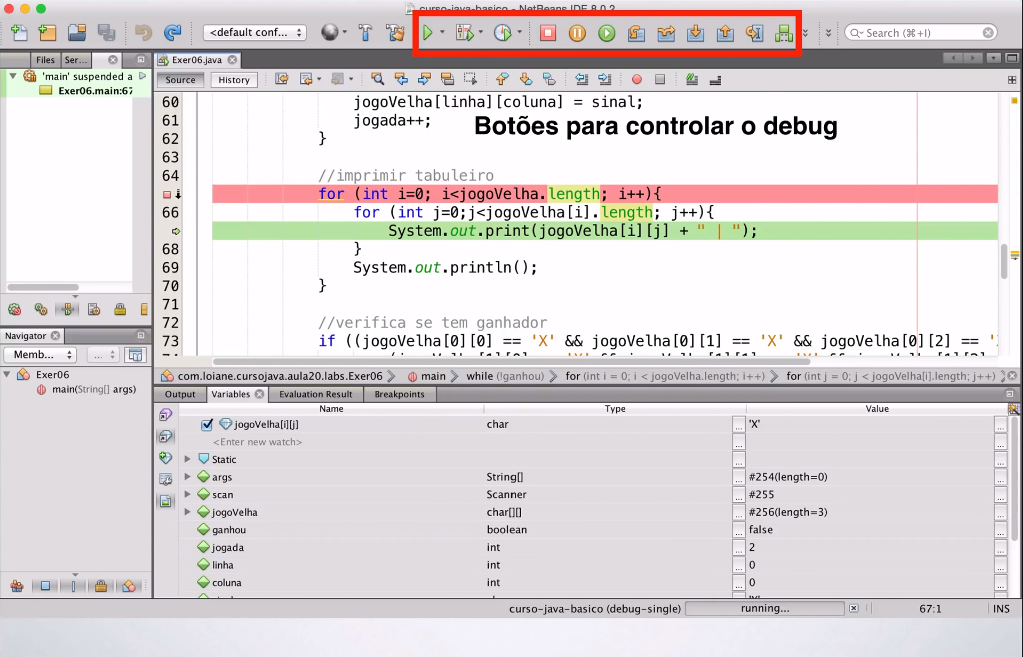 curso-java-basico - NetBeans IDE 8.0.2
<default conf...
Search (⌘+I)
Files
Ser...
Exer06.java
'main' suspended a
Exer06.main:67
Source
History
60 jogoVelha[linha][coluna] = sinal;
61 jogada++;
Botões para controlar o debug
62 }
63
64 //imprimir tabuleiro
for (int i=0; i<jogoVelha.length; i++){
66 for (int j=0;j<jogoVelha[i].length; j++){
System.out.print(jogoVelha[i][j] + " | ");
68 }
69 System.out.println();
70 }
71
72 //verifica se tem ganhador
73 if ((jogoVelha[0][0] == 'X' && jogoVelha[0][1] == 'X' && jogoVelha[0][2] == '
Navigator
Memb...
...
Exer06
main(String[] args)
com.loiane.cursojava.aula20.labs.Exer06
main
while (!ganhou)
for (int i = 0; i < jogoVelha.length; i++)
for (int j = 0; j < jogoVelha[i].length; j++)
Output
Variables
Evaluation Result
Breakpoints
Name Type Value
jogoVelha[i][j] char ... 'X' ...
<Enter new watch> ... ...
Static ...
args String[] ... #254(length=0) ...
scan Scanner ... #255 ...
jogoVelha char[][] ... #256(length=3) ...
ganhou boolean ... false ...
jogada int ... 2 ...
linha int ... 0 ...
coluna int ... 0 ...
curso-java-basico (debug-single)
running...
67:1
INS